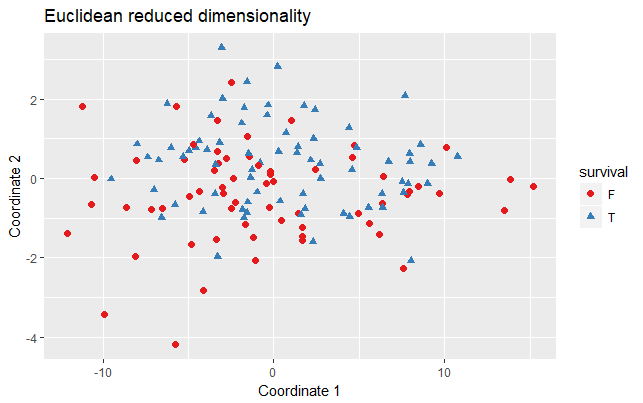 Euclidean reduced dimensionality
2
0
-2
-4
Coordinate 2
-10
0
10
Coordinate 1
survival
F
T